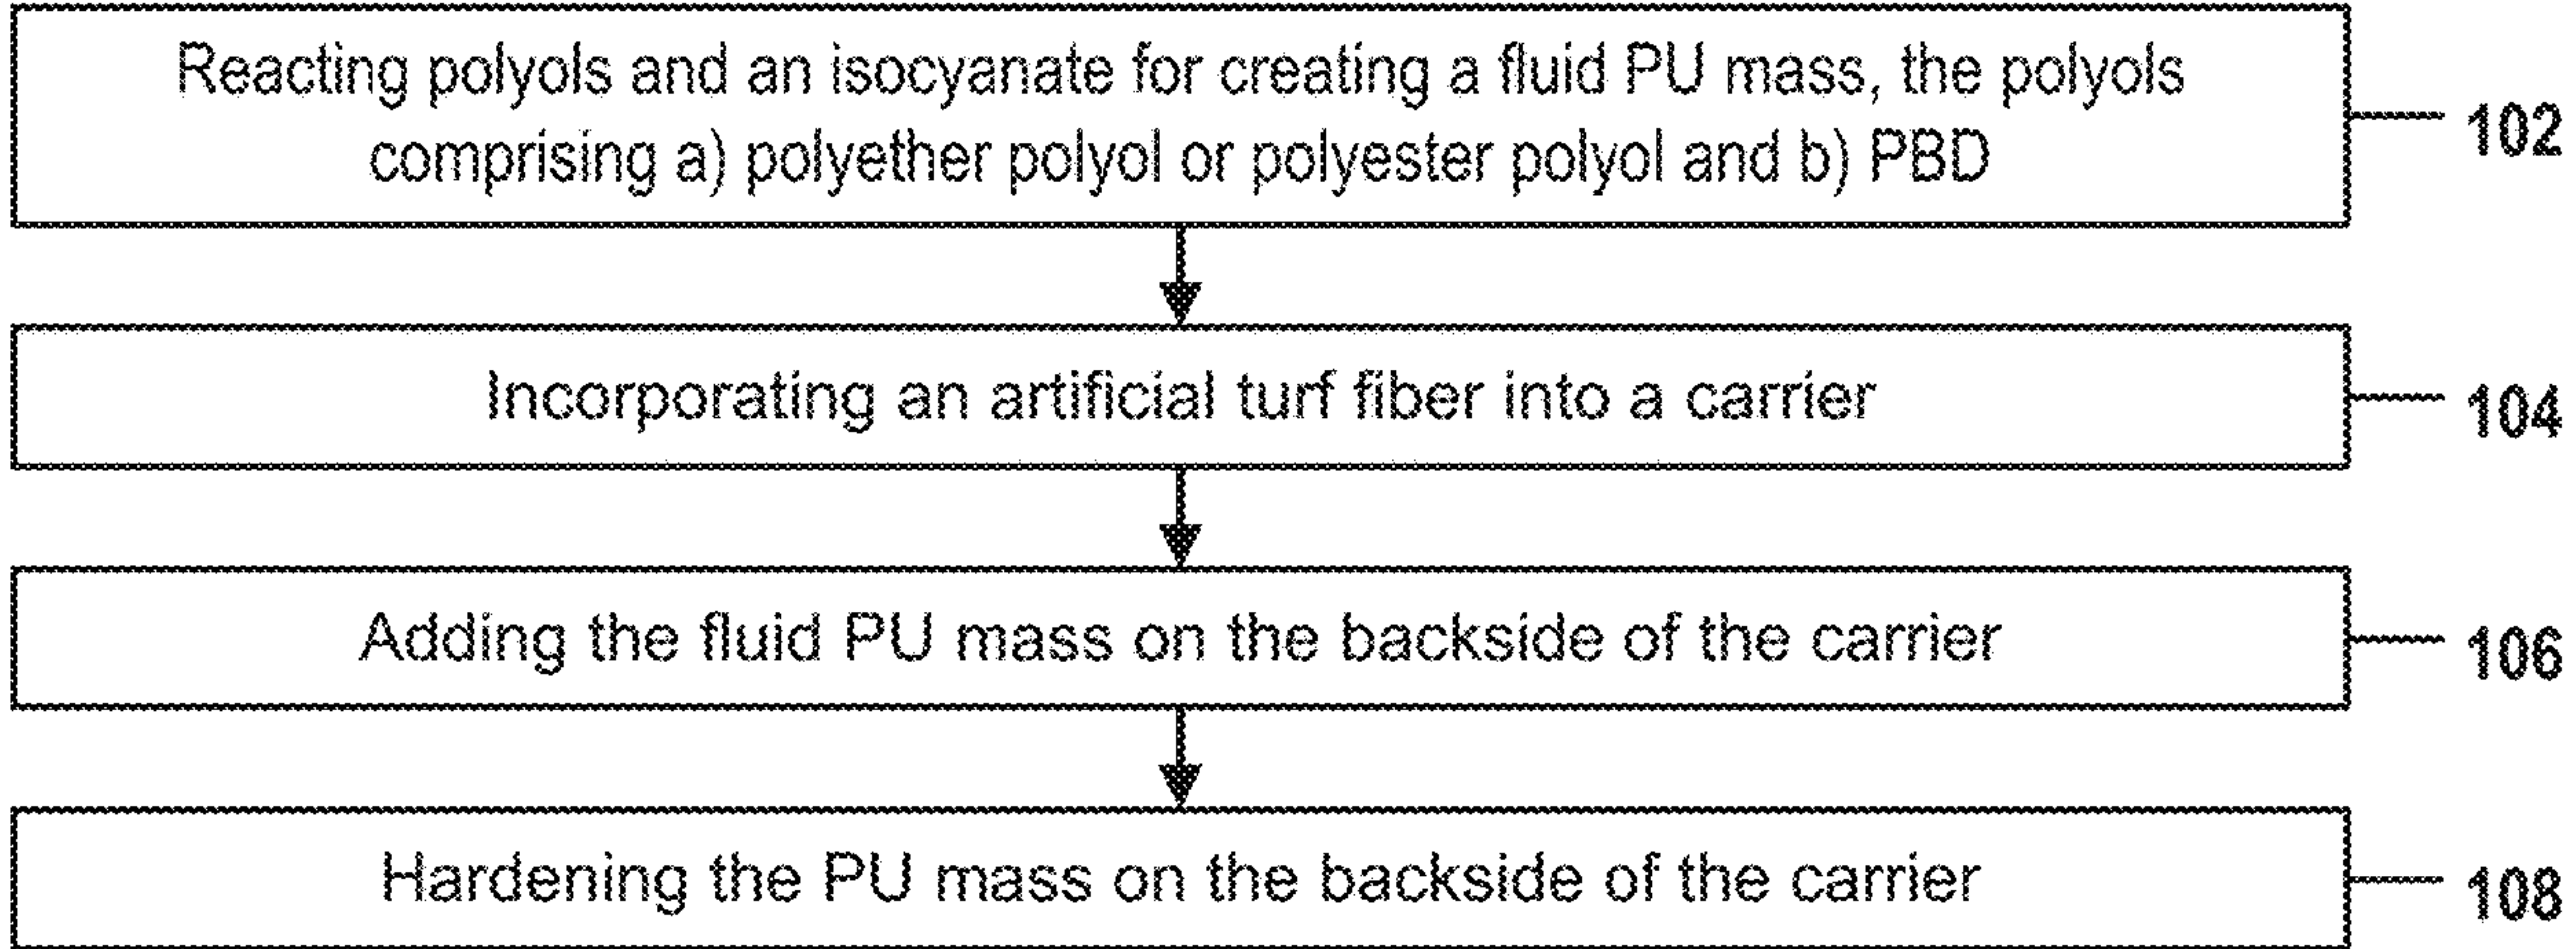 Reacting polyols and an isocyanate for creating a fluid PU mass, the polyols
comprising a) polyether polyol or polyester polyol and b) PBD
102
Incorporating an artificial turf fiber into a carrier
104
Adding the fluid PU mass on the backside of the carrier
106
Hardening the PU mass on the backside of the carrier
108